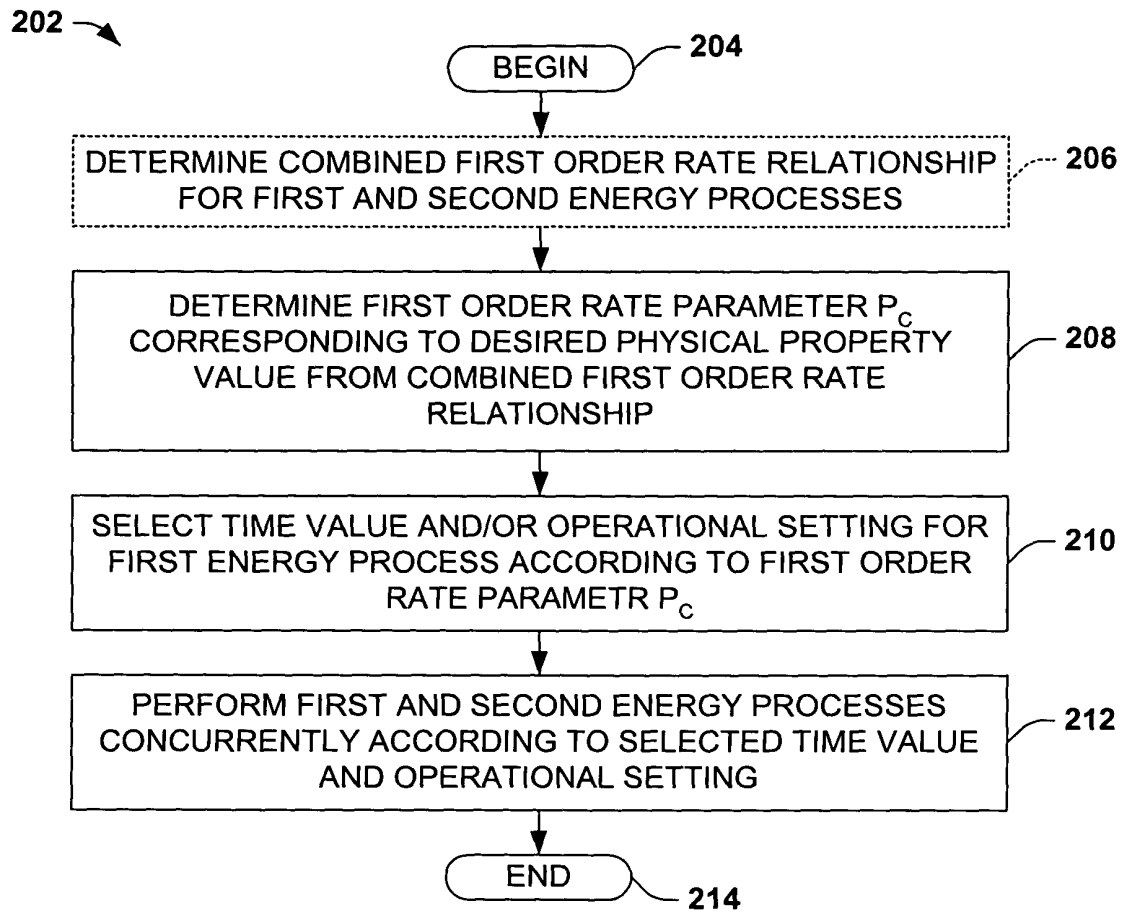 202
BEGIN
204
DETERMINE COMBINED FIRST ORDER RATE RELATIONSHIP
FOR FIRST AND SECOND ENERGY PROCESSES
206
DETERMINE FIRST ORDER RATE PARAMETER PC
CORRESPONDING TO DESIRED PHYSICAL PROPERTY
VALUE FROM COMBINED FIRST ORDER RATE
RELATIONSHIP
208
SELECT TIME VALUE AND/OR OPERATIONAL SETTING FOR
FIRST ENERGY PROCESS ACCORDING TO FIRST ORDER
RATE PARAMETR PC
210
PERFORM FIRST AND SECOND ENERGY PROCESSES
CONCURRENTLY ACCORDING TO SELECTED TIME VALUE
AND OPERATIONAL SETTING
212
END
214